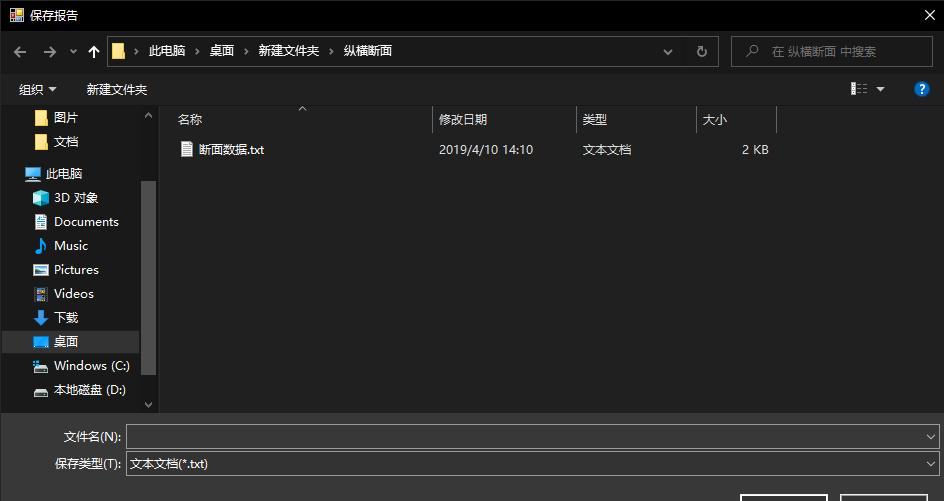 保存报告
此电脑 › 桌面 › 新建文件夹 › 纵横断面
在 纵横断面 中搜索
组织 新建文件夹
?
图片
文档
此电脑
3D 对象
Documents
Music
Pictures
Videos
下载
桌面
Windows (C:)
本地磁盘 (D:)
名称 修改日期 类型 大小
断面数据.txt 2019/4/10 14:10 文本文档 2 KB
文件名(N):
保存类型(T): 文本文档(*.txt)